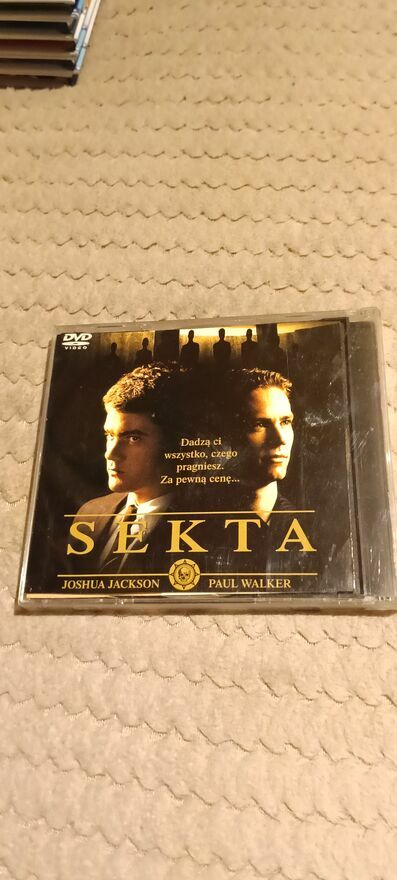 DVD
VIDEO
Dadzą ci
wszystko, czego
pragniesz.
Za pewną cenę...
SEKTA
JOSHUA JACKSON PAUL WALKER